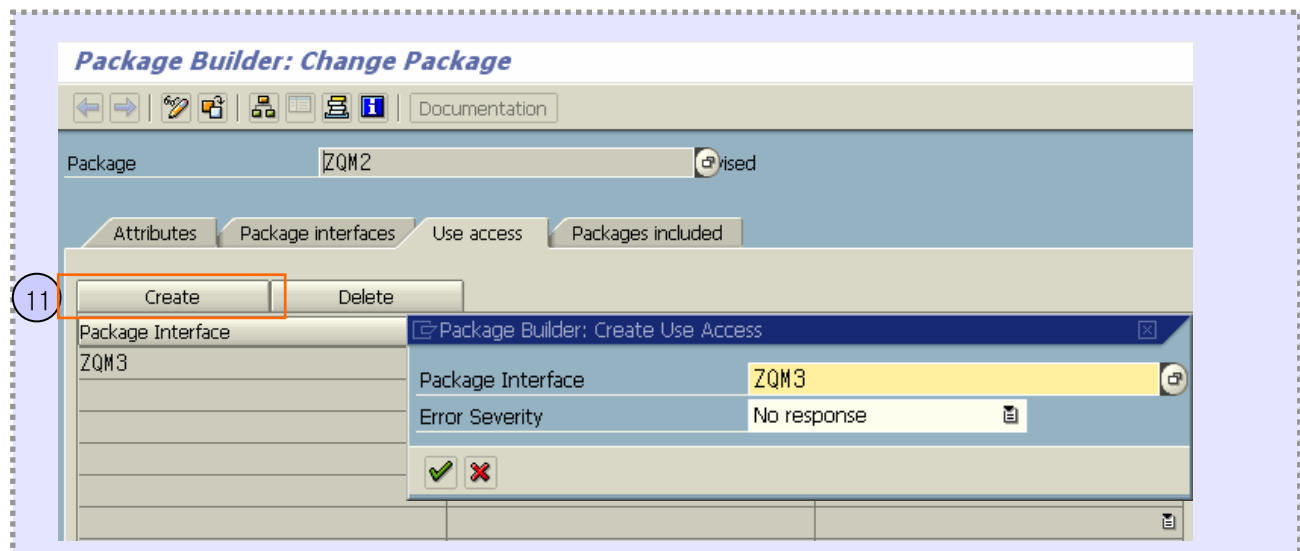 Package Builder: Change Package
Documentation
Package ZQM2 vised
Attributes Package interfaces Use access Packages included
11 Create Delete
Package Interface
ZQM3
Package Builder: Create Use Access
Package Interface ZQM3
Error Severity No response